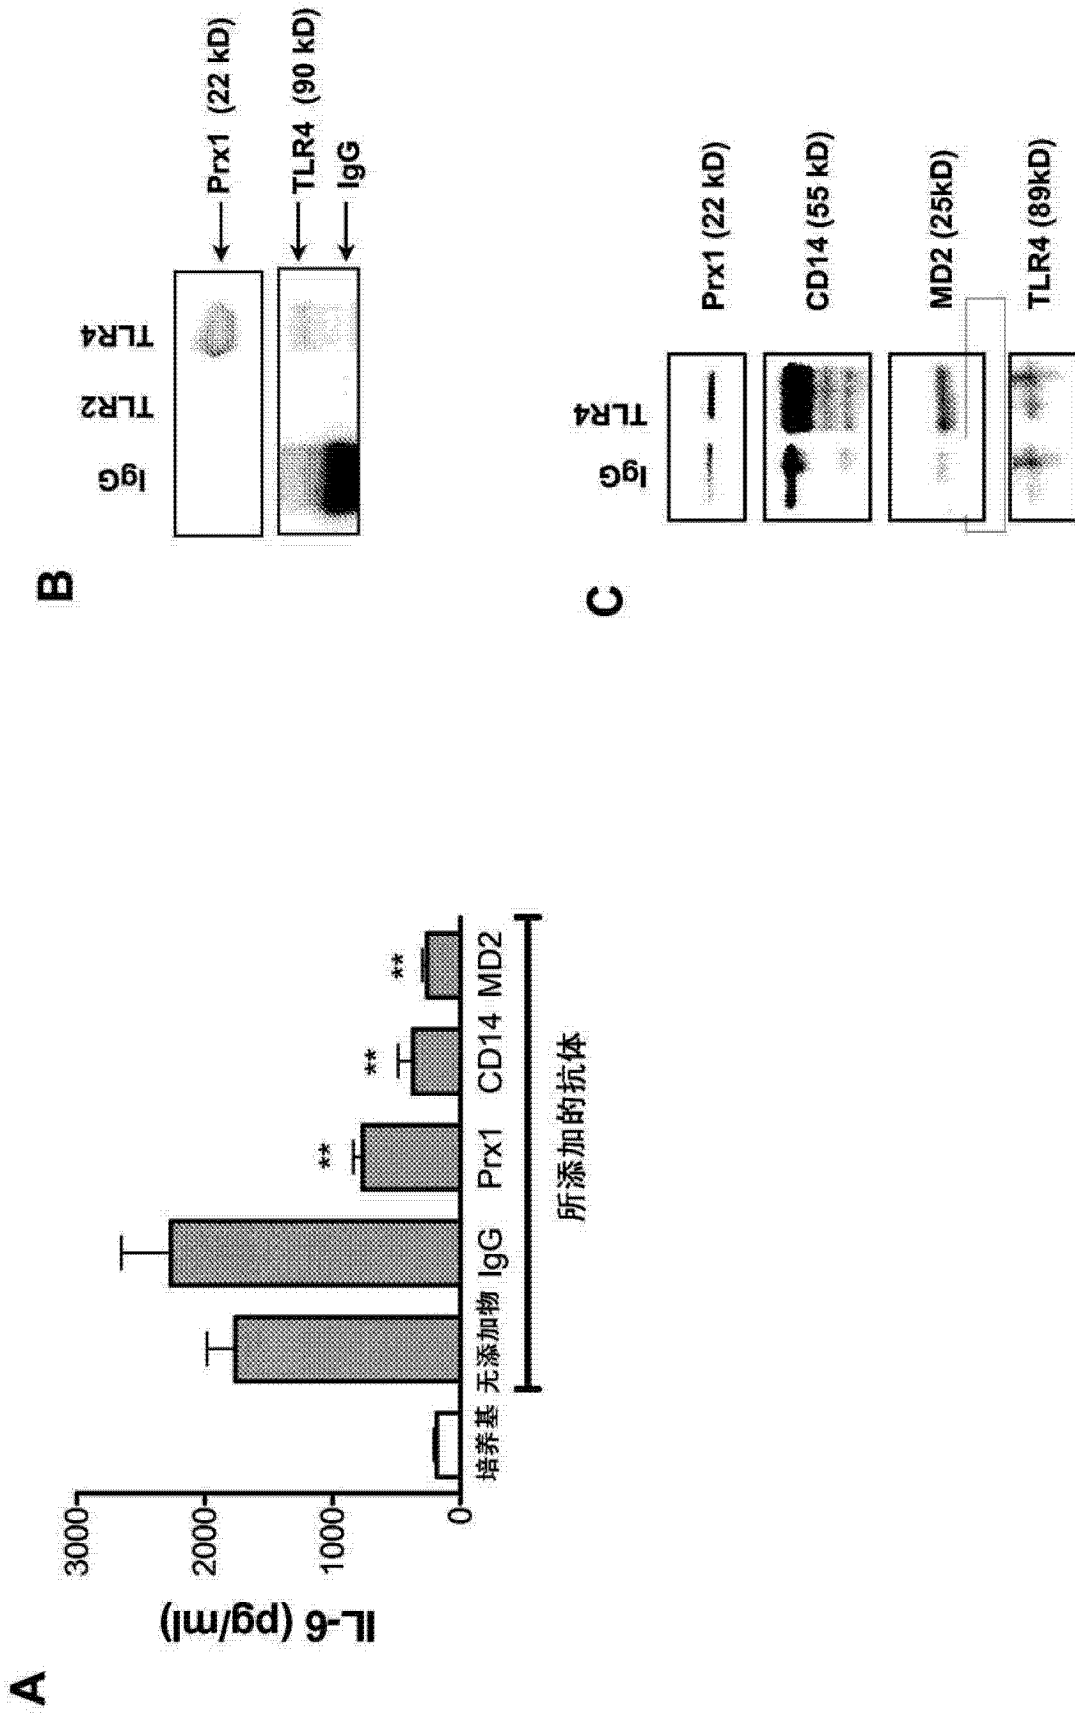 A
IL-6 (pg/ml)
3000
2000
1000
0
培养基
无添加物
IgG
Prx1
CD14
MD2
**
**
**
所添加的抗体
B
IgG
TLR2
TLR4
Prx1 (22 kD)
TLR4 (90 kD)
IgG
C
IgG
TLR4
Prx1 (22 kD)
CD14 (55 kD)
MD2 (25kD)
TLR4 (89kD)